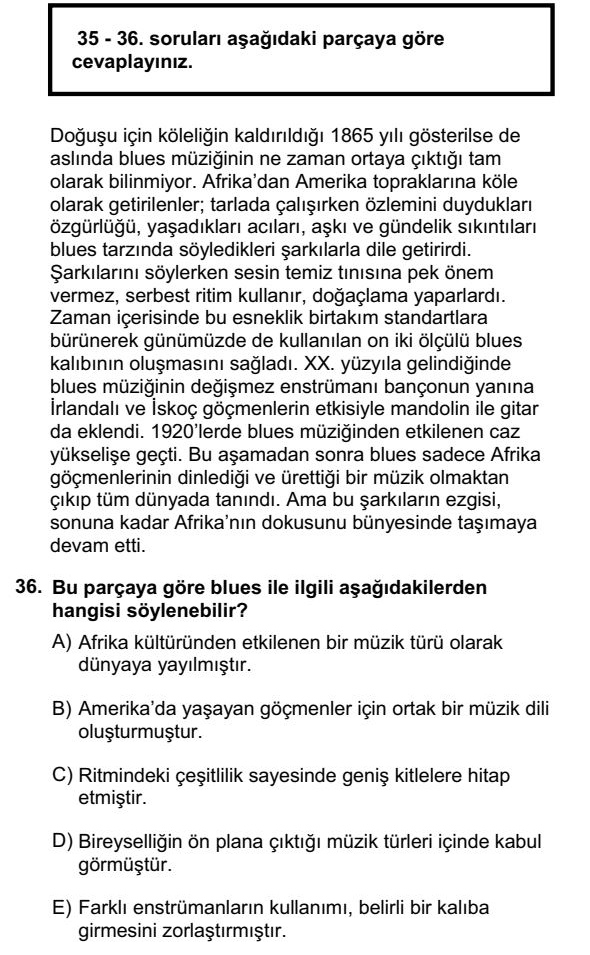 35 - 36. soruları aşağıdaki parçaya göre
cevaplayınız.
Doğuşu için köleliğin kaldırıldığı 1865 yılı gösterilse de
aslında blues müziğinin ne zaman ortaya çıktığı tam
olarak bilinmiyor. Afrika’dan Amerika topraklarına köle
olarak getirilenler; tarlada çalışırken özlemini duydukları
özgürlüğü, yaşadıkları acıları, aşkı ve gündelik sıkıntıları
blues tarzında söyledikleri şarkılarla dile getirirdi.
Şarkılarını söylerken sesin temiz tınısına pek önem
vermez, serbest ritim kullanır, doğaçlama yaparlardı.
Zaman içerisinde bu esneklik birtakım standartlara
bürünerek günümüzde de kullanılan on iki ölçülü blues
kalıbının oluşmasını sağladı. XX. yüzyıla gelindiğinde
blues müziğinin değişmez enstrümanı bançonun yanına
İrlandalı ve İskoç göçmenlerin etkisiyle mandolin ile gitar
da eklendi. 1920’lerde blues müziğinden etkilenen caz
yükselişe geçti. Bu aşamadan sonra blues sadece Afrika
göçmenlerinin dinlediği ve ürettiği bir müzik olmaktan
çıkıp tüm dünyada tanındı. Ama bu şarkıların ezgisi,
sonuna kadar Afrika’nın dokusunu bünyesinde taşımaya
devam etti.
36. Bu parçaya göre blues ile ilgili aşağıdakilerden
hangisi söylenebilir?
A) Afrika kültüründen etkilenen bir müzik türü olarak
dünyaya yayılmıştır.
B) Amerika’da yaşayan göçmenler için ortak bir müzik dili
oluşturmuştur.
C) Ritmindeki çeşitlilik sayesinde geniş kitlelere hitap
etmiştir.
D) Bireyselliğin ön plana çıktığı müzik türleri içinde kabul
görmüştür.
E) Farklı enstrümanların kullanımı, belirli bir kalıba
girmesini zorlaştırmıştır.